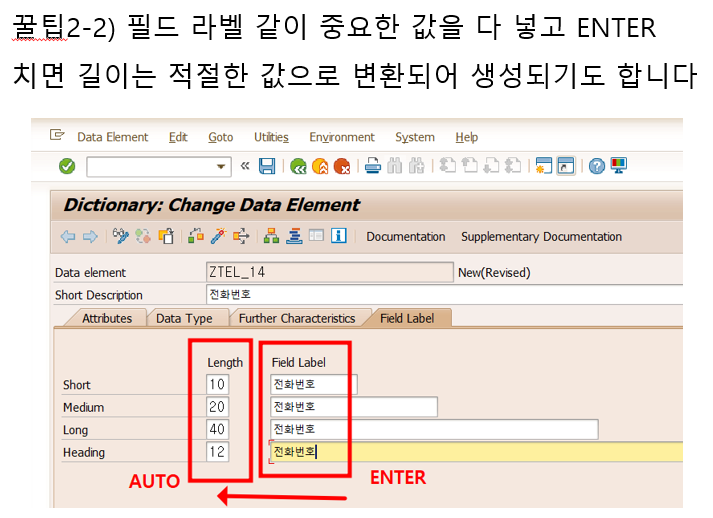 꿀팁2-2) 필드 라벨 같이 중요한 값을 다 넣고 ENTER
치면 길이는 적절한 값으로 변환되어 생성되기도 합니다
Data Element Edit Goto Utilities Environment System Help
Dictionary: Change Data Element
Documentation Supplementary Documentation
Data element ZTEL_14 New(Revised)
Short Description 전화번호
Attributes Data Type Further Characteristics Field Label
Length Field Label
Short 10 전화번호
Medium 20 전화번호
Long 40 전화번호
Heading 12 전화번호
AUTO ENTER